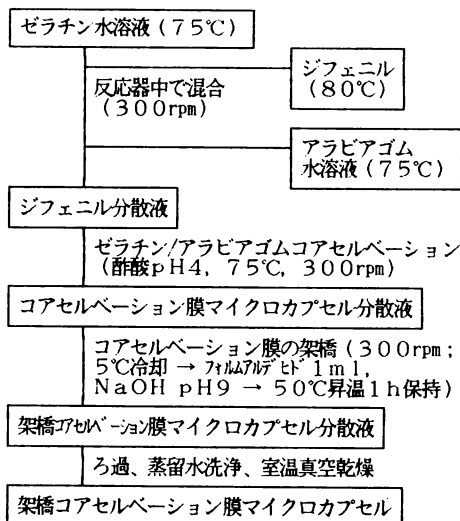 ゼラチン水溶液(75℃)
ジフェニル
(80℃)
反応器中で混合
(300rpm)
アラビアゴム
水溶液(75℃)
ジフェニル分散液
ゼラチン/アラビアゴムコアセルベーション
(酢酸pH4, 75℃, 300rpm)
コアセルベーション膜マイクロカプセル分散液
コアセルベーション膜の架橋(300rpm;
5℃冷却 → フォルムアルデヒド 1ml,
NaOH pH9 → 50℃昇温1h保持)
架橋コアセルベーション膜マイクロカプセル分散液
ろ過、蒸留水洗浄、室温真空乾燥
架橋コアセルベーション膜マイクロカプセル